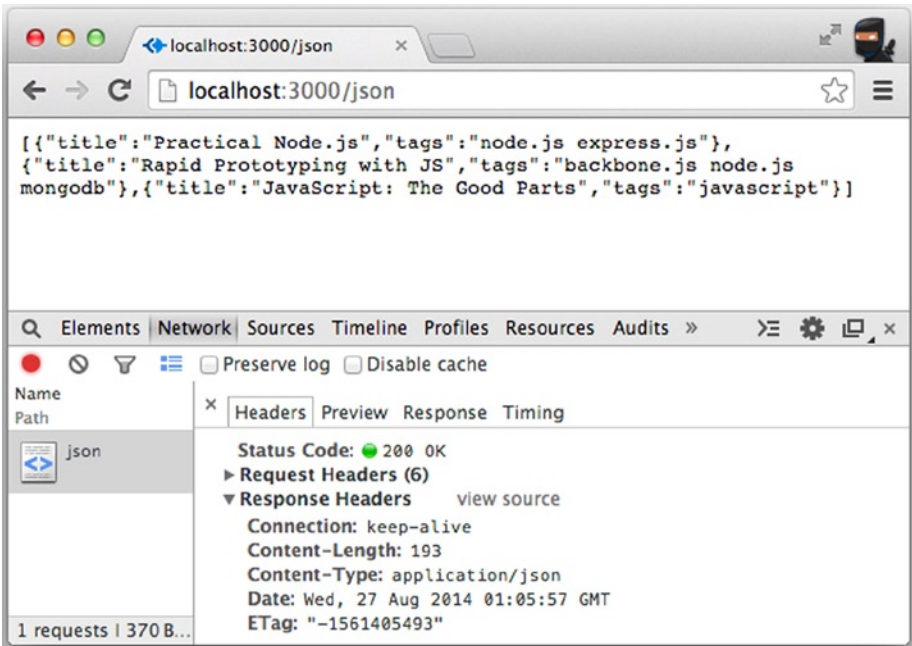 localhost:3000/json
localhost:3000/json
[{"title":"Practical Node.js","tags":"node.js express.js"},
{"title":"Rapid Prototyping with JS","tags":"backbone.js node.js
mongodb"},{"title":"JavaScript: The Good Parts","tags":"javascript"}]
Elements Network Sources Timeline Profiles Resources Audits »
Preserve log Disable cache
Name
Path
Headers Preview Response Timing
json
Status Code: 200 OK
Request Headers (6)
Response Headers view source
Connection: keep-alive
Content-Length: 193
Content-Type: application/json
Date: Wed, 27 Aug 2014 01:05:57 GMT
ETag: "-1561405493"
1 requests | 370 B...